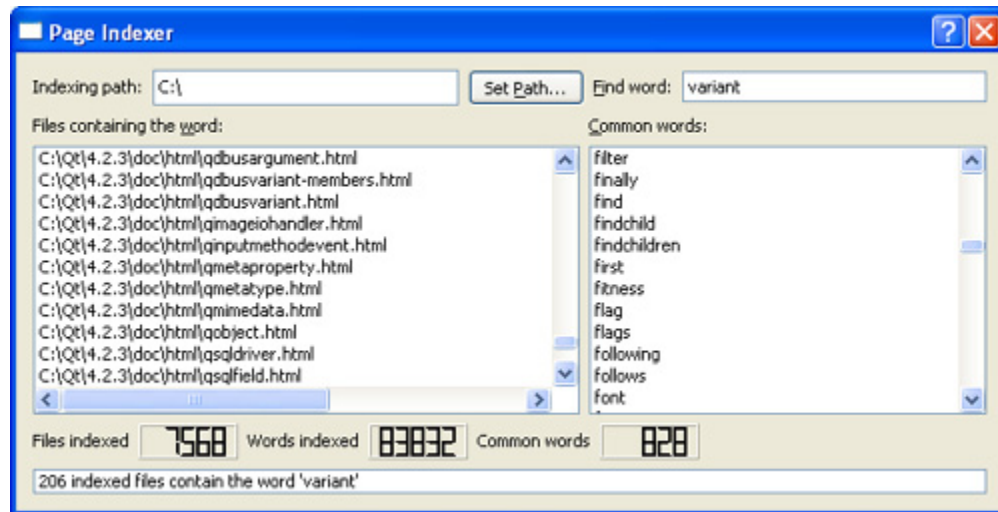 Page Indexer
Indexing path: C:\ Set Path... Find word: variant
Files containing the word:
C:\Qt\4.2.3\doc\html\qdbusargument.html
C:\Qt\4.2.3\doc\html\qdbusvariant-members.html
C:\Qt\4.2.3\doc\html\qdbusvariant.html
C:\Qt\4.2.3\doc\html\qimageiohandler.html
C:\Qt\4.2.3\doc\html\qinputmethodevent.html
C:\Qt\4.2.3\doc\html\qmetaproperty.html
C:\Qt\4.2.3\doc\html\qmetatype.html
C:\Qt\4.2.3\doc\html\qmimedata.html
C:\Qt\4.2.3\doc\html\qobject.html
C:\Qt\4.2.3\doc\html\qsqldriver.html
C:\Qt\4.2.3\doc\html\qsqlfield.html
Common words:
filter
finally
find
findchild
findchildren
first
fitness
flag
flags
following
follows
font
Files indexed 7568 Words indexed 83832 Common words 828
206 indexed files contain the word 'variant'